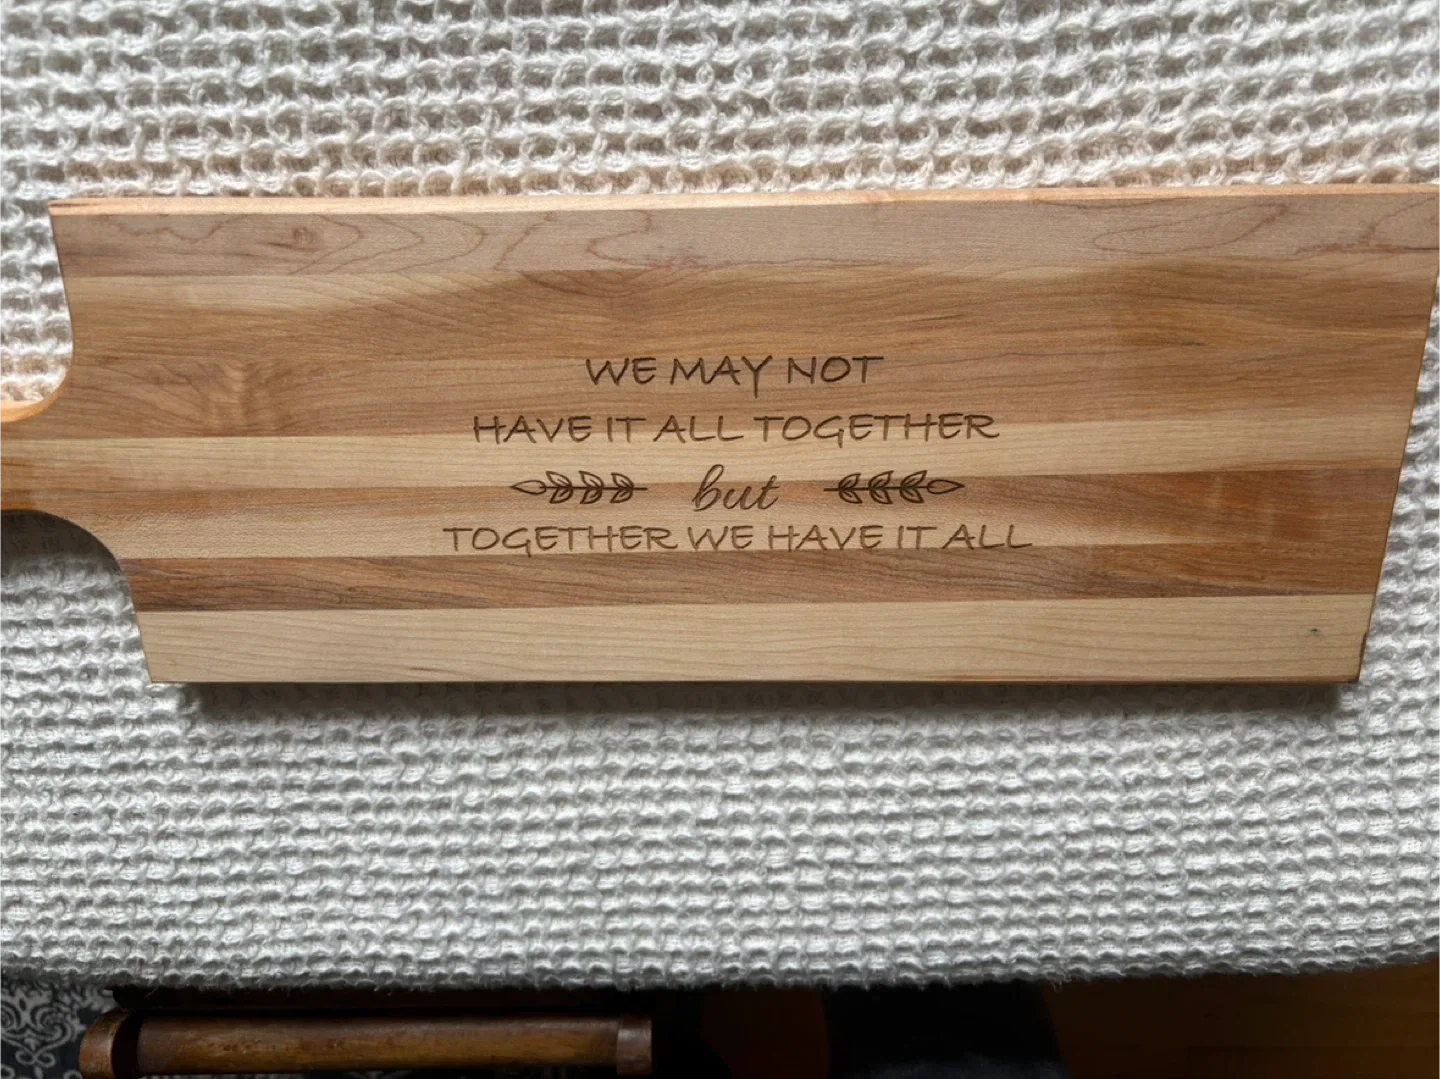 WE MAY NOT
HAVE IT ALL TOGETHER
but
TOGETHER WE HAVE IT ALL